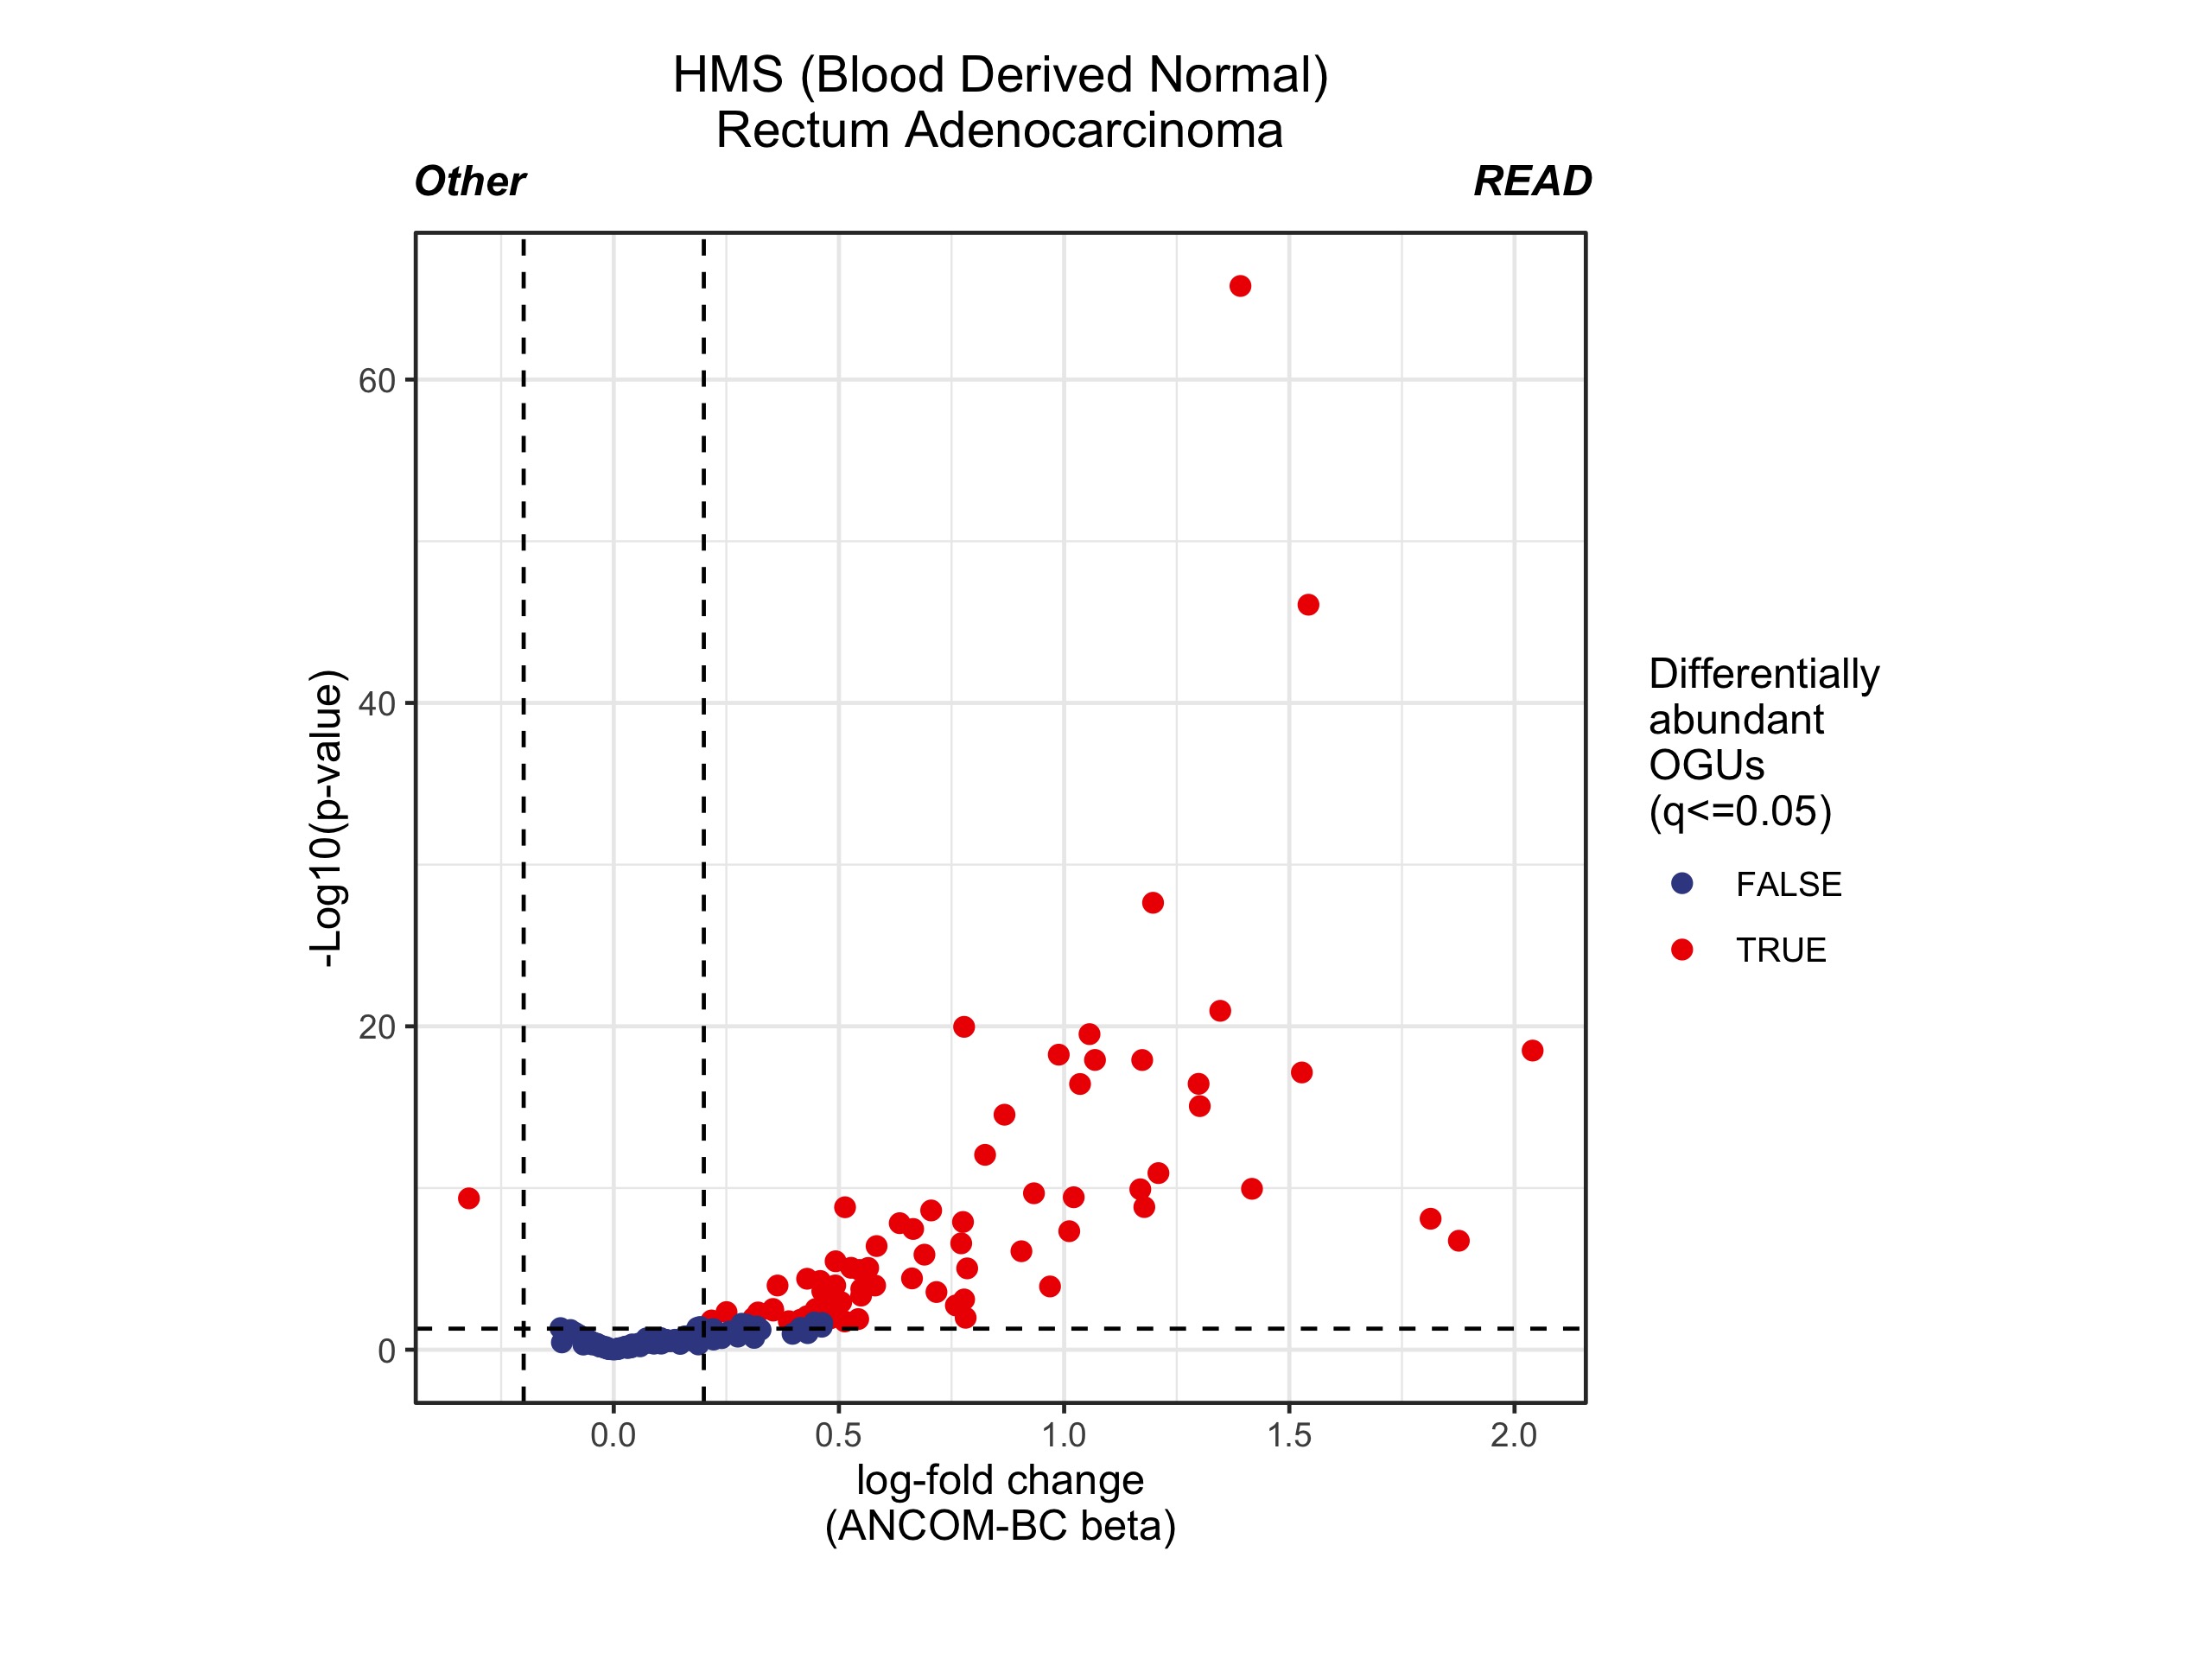 HMS (Blood Derived Normal)
Rectum Adenocarcinoma
Other
READ
60
40
20
0
-Log10(p-value)
0.0
0.5
1.0
1.5
2.0
log-fold change
(ANCOM-BC beta)
Differentially
abundant
OGUs
(q<=0.05)
FALSE
TRUE